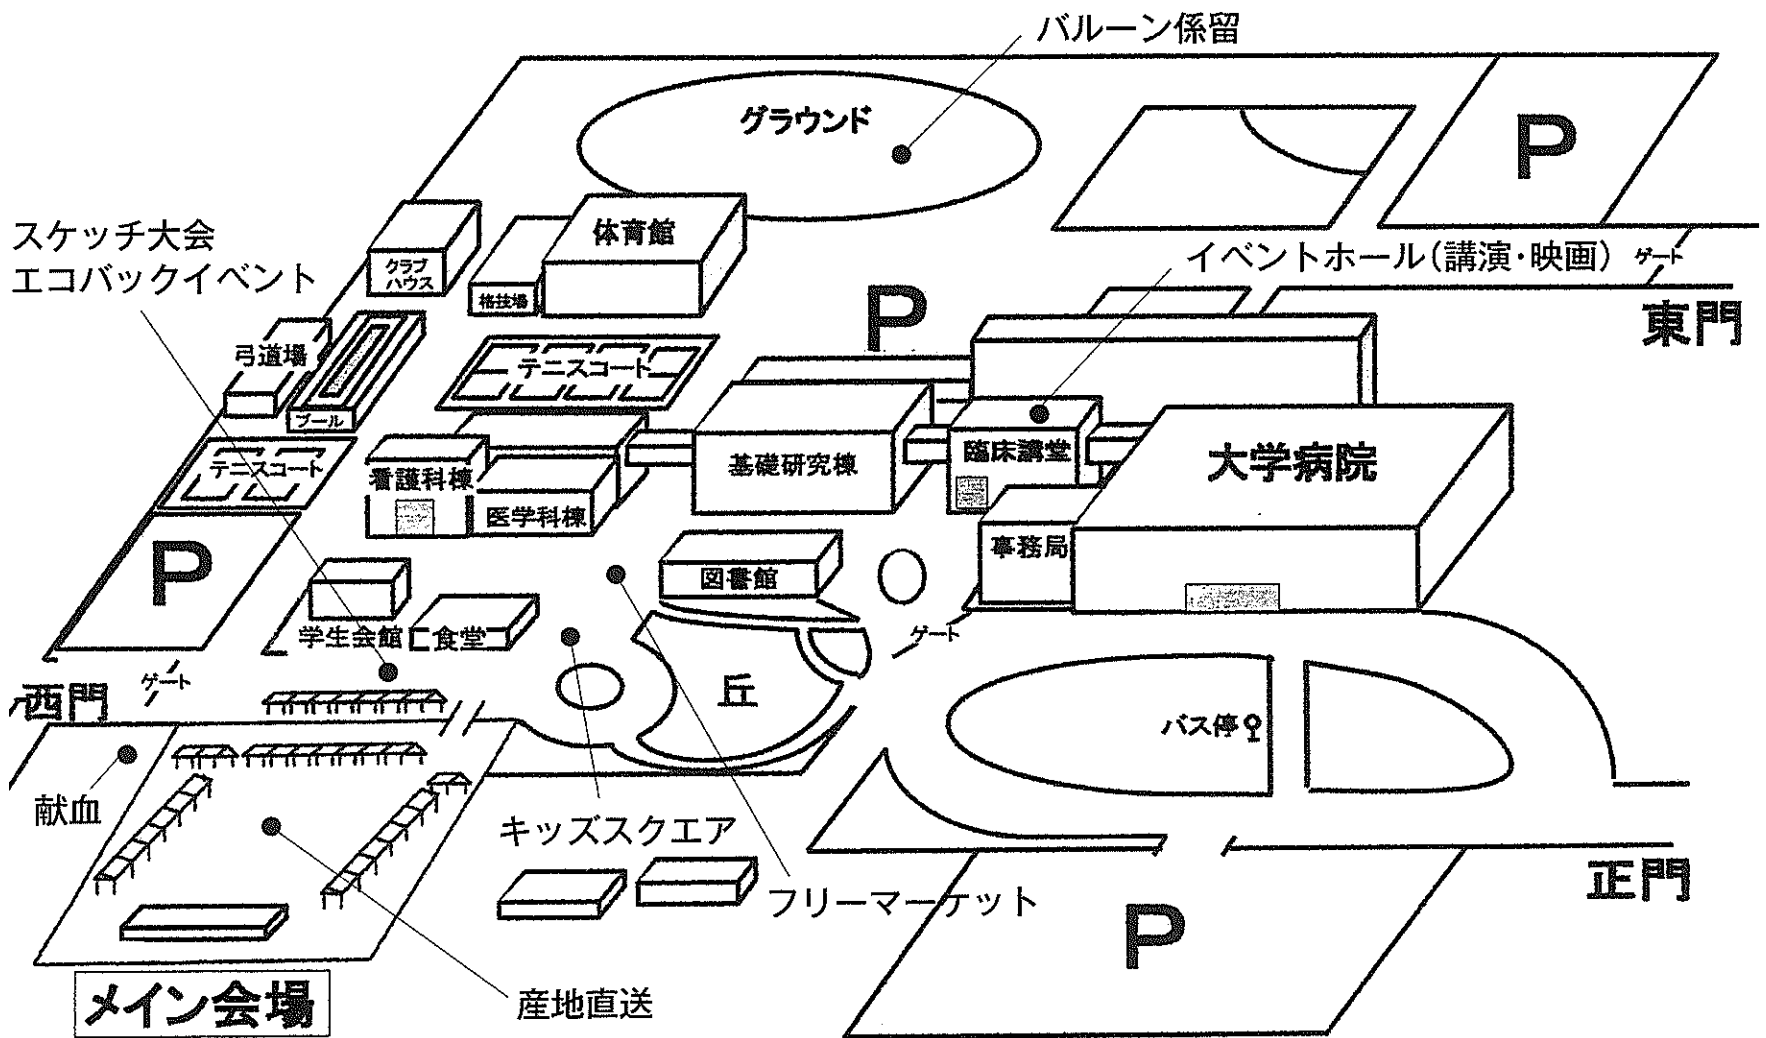 バルーン係留
グラウンド
P
スケッチ大会
エコバックイベント
体育館
クラブ
ハウス
格技場
イベントホール(講演・映画)
ゲート
東門
P
弓道場
テニスコート
プール
テニスコート
看護科棟
医学科棟
基礎研究棟
臨床講堂
大学病院
事務局
P
図書館
学生会館
食堂
ゲート
ゲート
西門
丘
バス停
献血
キッズスクエア
フリーマーケット
正門
P
産地直送
メイン会場